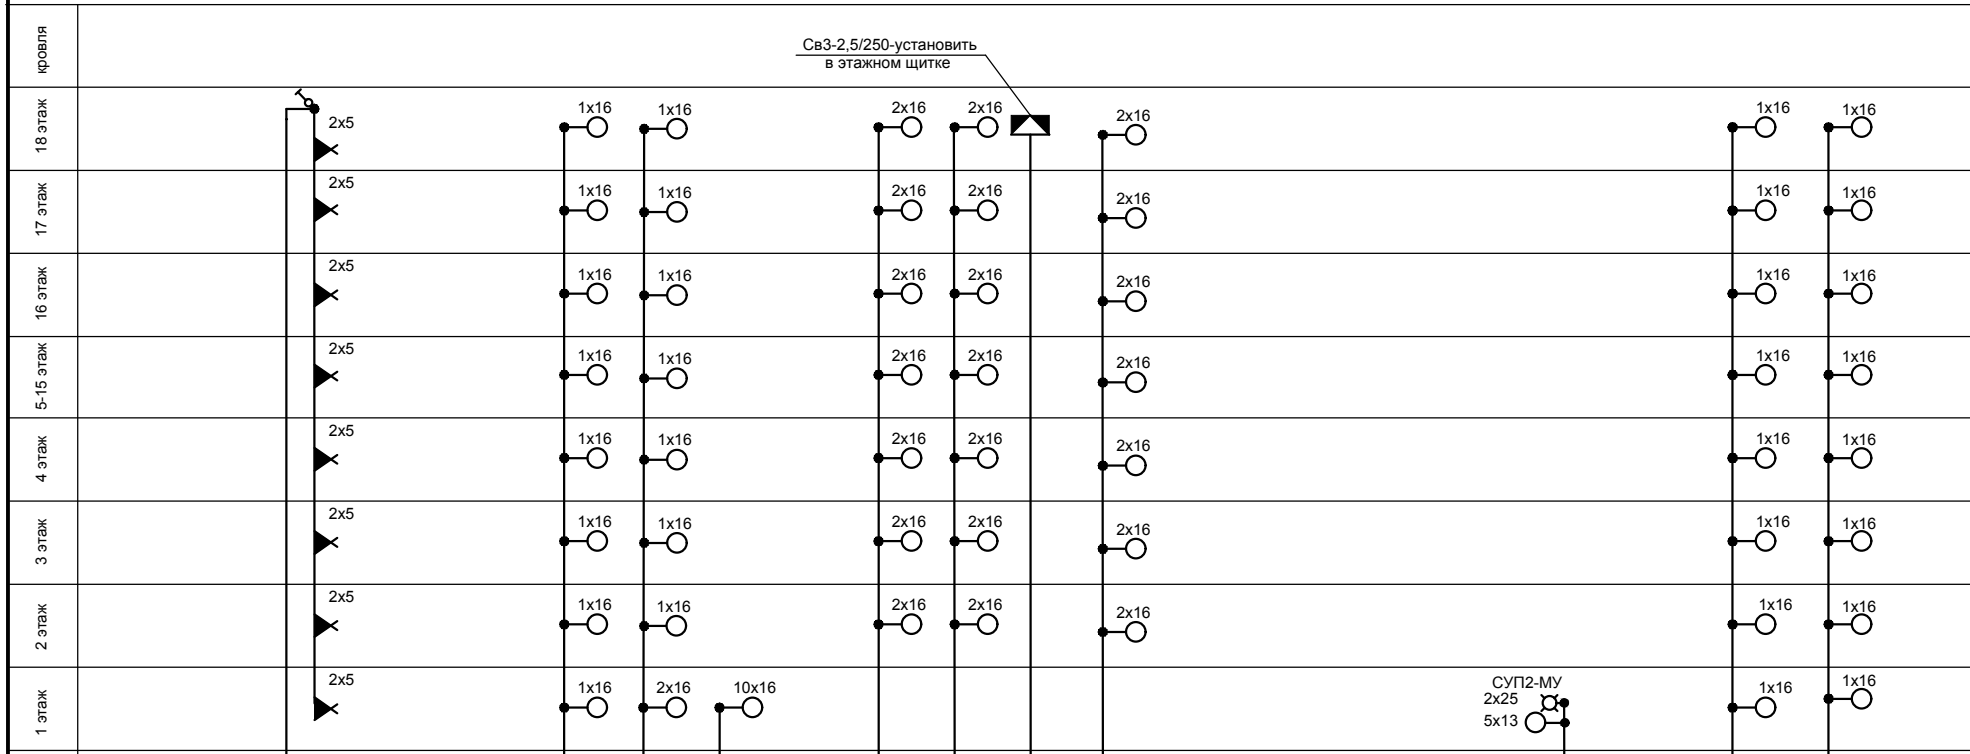 кровля
Св3-2,5/250-установить
в этажном щитке
18 этаж
2x5
1x16
1x16
2x16
2x16
2x16
1x16
1x16
17 этаж
2x5
1x16
1x16
2x16
2x16
2x16
1x16
1x16
16 этаж
2x5
1x16
1x16
2x16
2x16
2x16
1x16
1x16
5-15 этаж
2x5
1x16
1x16
2x16
2x16
2x16
1x16
1x16
4 этаж
2x5
1x16
1x16
2x16
2x16
2x16
1x16
1x16
3 этаж
2x5
1x16
1x16
2x16
2x16
2x16
1x16
1x16
2 этаж
2x5
1x16
1x16
2x16
2x16
2x16
1x16
1x16
1 этаж
2x5
1x16
2x16
10x16
СУП2-МУ
2x25
5x13
1x16
1x16